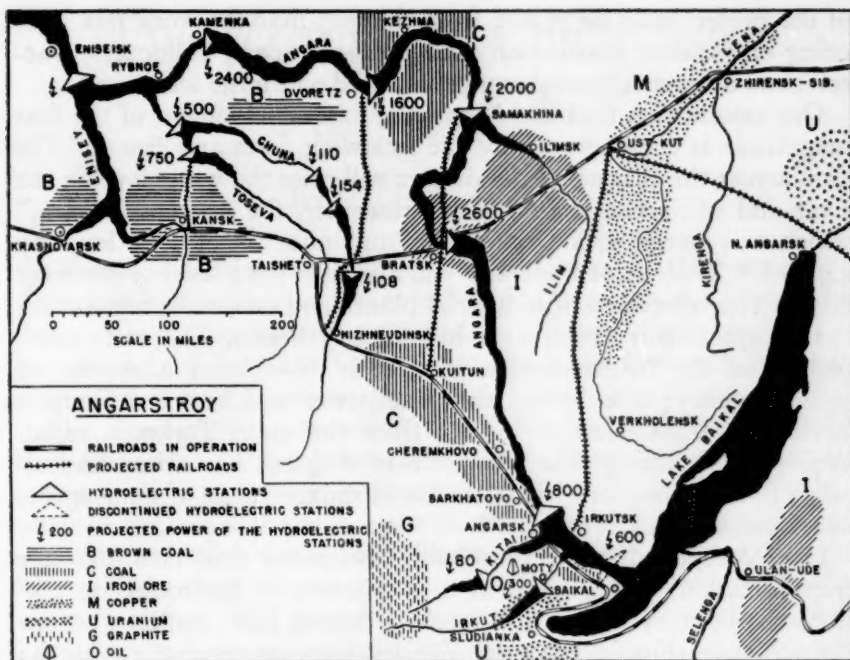 KAMENKA
KEZHMA
C
LENA
ENISEISK
ANGARA
RYBNOE
M
2400
DVORETZ
1600
2000
ZHIRENSK-SIB.
500
B
SAMAKHINA
U
750
CHUNA
110
ILIMSK
UST-KUT
ENISEY
154
B
TOSEVA
2600
KIRENGA
KANSK
KRASNOYARSK
B
TAISHET
BRATSK
N. ANGARSK
108
I
ILIM
0 50 100 200
SCALE IN MILES
NIZHNEUDINSK
ANGARA
KUITUN
C
VERKHOLENSK
LAKE BAIKAL
CHEREMKHOVO
I
BARKHATOVO
800
G
ANGARSK
IRKUTSK
600
KITAI
80
MOTY
O
300
BAIKAL
ULAN-UDE
IRKUT
SLUDIANKA
SELENGA
U
ANGARSTROY
RAILROADS IN OPERATION
PROJECTED RAILROADS
HYDROELECTRIC STATIONS
DISCONTINUED HYDROELECTRIC STATIONS
200 PROJECTED POWER OF THE HYDROELECTRIC
STATIONS
B BROWN COAL
C COAL
I IRON ORE
M COPPER
U URANIUM
G GRAPHITE
O OIL